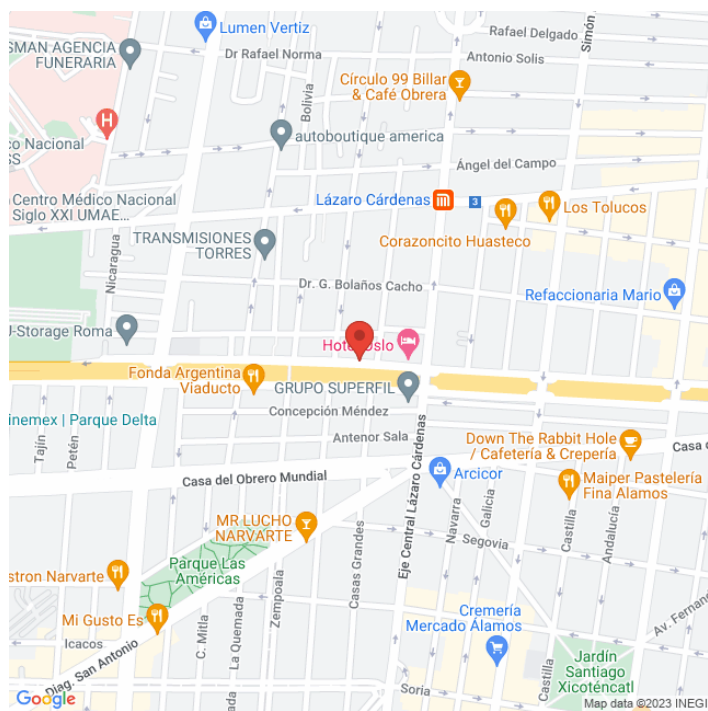 Lumen Vertiz
Rafael Delgado
Simón
SMAN AGENCIA
FUNERARIA
Dr Rafael Norma
Antonio Solis
Bolivia
Círculo 99 Billar
& Café Obrera
H
autoboutique america
co Nacional
SS
Ángel del Campo
Centro Médico Nacional
Siglo XXI UMAE...
Lázaro Cárdenas
3
Los Tolucos
Corazoncito Huasteco
TRANSMISIONES
TORRES
Nicaragua
Dr. G. Bolaños Cacho
Refaccionaria Mario
U-Storage Roma
Hotel Oslo
Fonda Argentina
Viaducto
GRUPO SUPERFIL
Concepción Méndez
Cinemex | Parque Delta
Tajín
Petén
Antenor Sala
Down The Rabbit Hole
/ Cafetería & Crepería
Casa d
Casa del Obrero Mundial
Eje Central Lázaro Cárdenas
Arcicor
Maiper Pastelería
Fina Alamos
Navarra
Galicia
Castilla
Andalucía
MR LUCHO
NARVARTE
Segovia
Parque Las
Américas
stron Narvarte
Casas Grandes
Zempoala
Mi Gusto Es
C. Mitla
La Quemada
Cremería
Mercado Álamos
Av. Fernan
Icacos
Diag. San Antonio
Castilla
Jardín
Santiago
Xicoténcatl
Soria
Google
Map data ©2023 INEGI